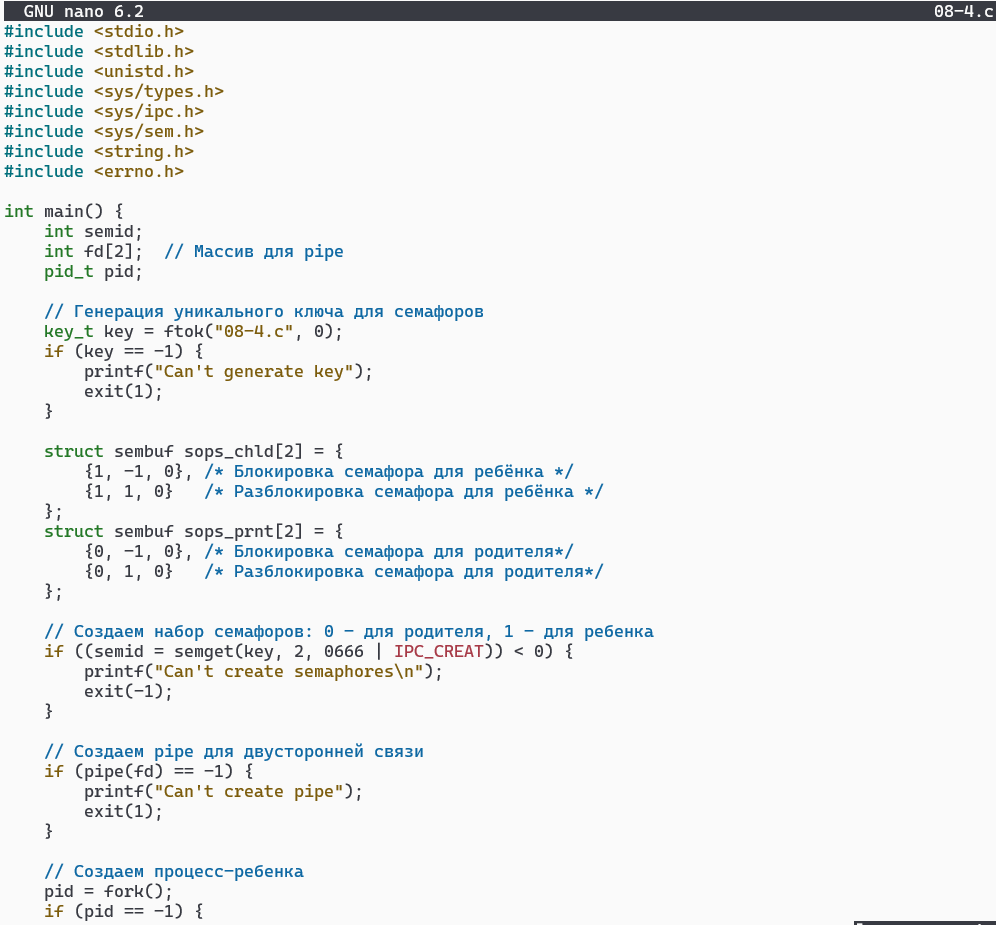 GNU nano 6.2 08-4.c
#include <stdio.h>
#include <stdlib.h>
#include <unistd.h>
#include <sys/types.h>
#include <sys/ipc.h>
#include <sys/sem.h>
#include <string.h>
#include <errno.h>
int main() {
    int semid;
    int fd[2];  // Массив для pipe
    pid_t pid;
    // Генерация уникального ключа для семафоров
    key_t key = ftok("08-4.c", 0);
    if (key == -1) {
        printf("Can't generate key");
        exit(1);
    }
    struct sembuf sops_chld[2] = {
        {1, -1, 0}, /* Блокировка семафора для ребёнка */
        {1, 1, 0}   /* Разблокировка семафора для ребёнка */
    };
    struct sembuf sops_prnt[2] = {
        {0, -1, 0}, /* Блокировка семафора для родителя*/
        {0, 1, 0}   /* Разблокировка семафора для родителя*/
    };
    // Создаем набор семафоров: 0 - для родителя, 1 - для ребенка
    if ((semid = semget(key, 2, 0666 | IPC_CREAT)) < 0) {
        printf("Can't create semaphores\n");
        exit(-1);
    }
    // Создаем pipe для двусторонней связи
    if (pipe(fd) == -1) {
        printf("Can't create pipe");
        exit(1);
    }
    // Создаем процесс-ребенка
    pid = fork();
    if (pid == -1) {